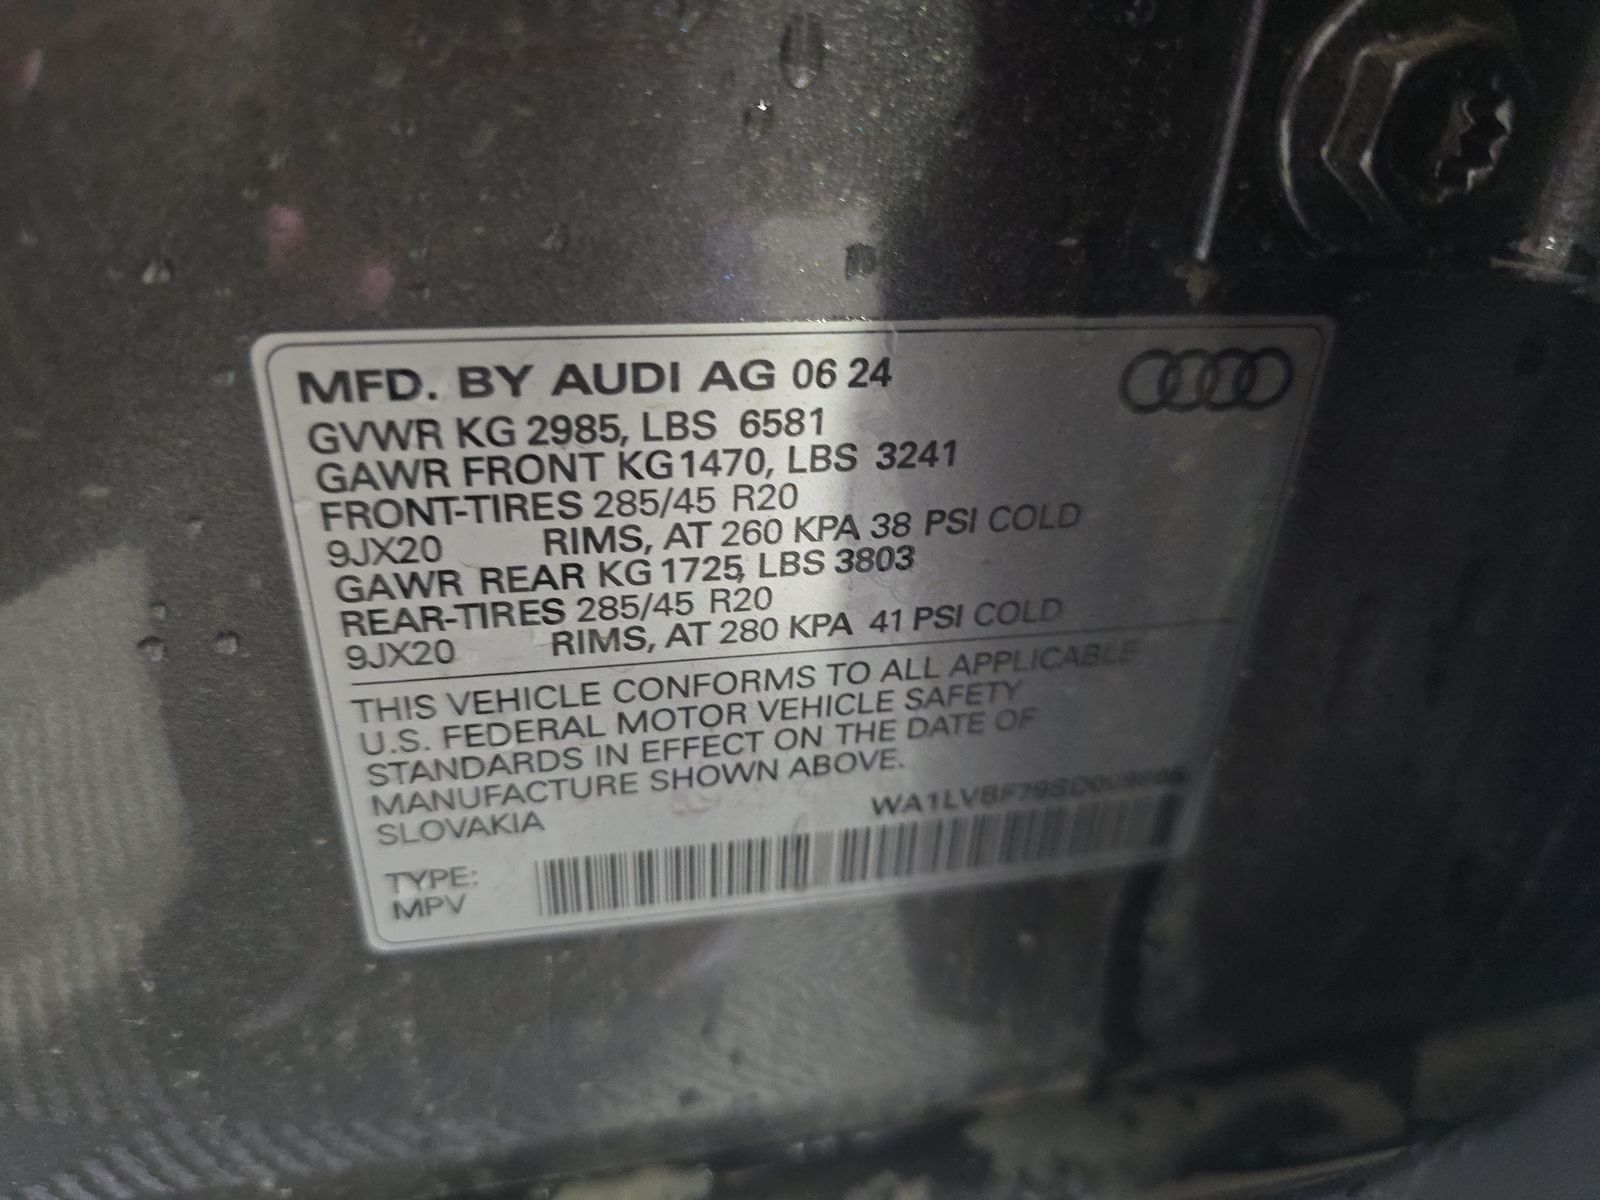 MFD. BY AUDI AG 06 24
GVWR KG 2985, LBS 6581
GAWR FRONT KG 1470, LBS 3241
FRONT-TIRES 285/45 R20
9JX20 RIMS, AT 260 KPA 38 PSI COLD
GAWR REAR KG 1725, LBS 3803
REAR-TIRES 285/45 R20
9JX20 RIMS, AT 280 KPA 41 PSI COLD
THIS VEHICLE CONFORMS TO ALL APPLICABLE
U.S. FEDERAL MOTOR VEHICLE SAFETY
STANDARDS IN EFFECT ON THE DATE OF
MANUFACTURE SHOWN ABOVE.
SLOVAKIA
TYPE:
MPV